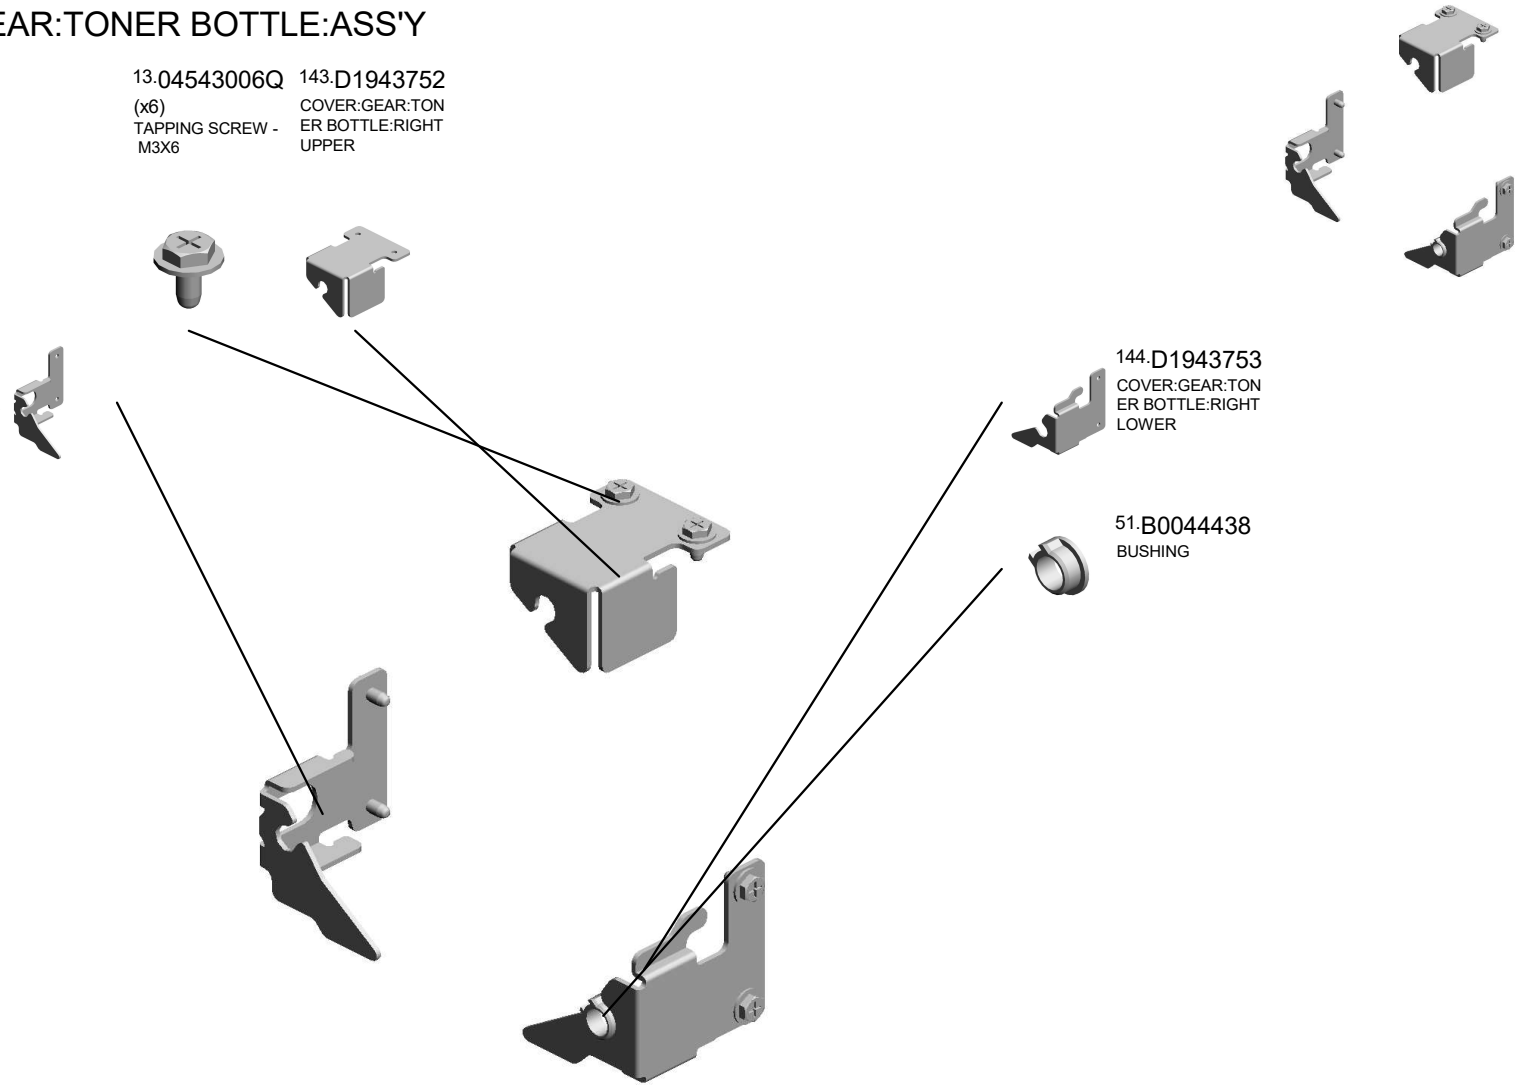 EAR:TONER BOTTLE:ASS'Y
13.04543006Q
(x6)
TAPPING SCREW -
M3X6
143.D1943752
COVER:GEAR:TON
ER BOTTLE:RIGHT
UPPER
144.D1943753
COVER:GEAR:TON
ER BOTTLE:RIGHT
LOWER
51.B0044438
BUSHING